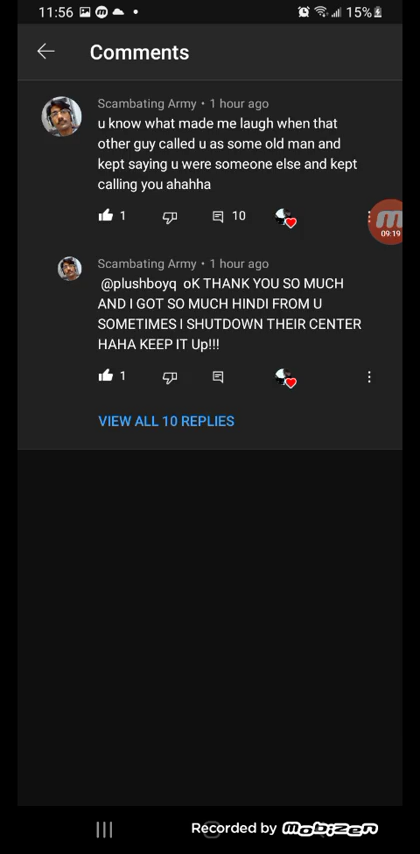 11:56 15%
Comments
Scambating Army • 1 hour ago
u know what made me laugh when that
other guy called u as some old man and
kept saying u were someone else and kept
calling you ahahha
1 10
09:19
Scambating Army • 1 hour ago
@plushboyq oK THANK YOU SO MUCH
AND I GOT SO MUCH HINDI FROM U
SOMETIMES I SHUTDOWN THEIR CENTER
HAHA KEEP IT Up!!!
1
VIEW ALL 10 REPLIES
Recorded by mobizen